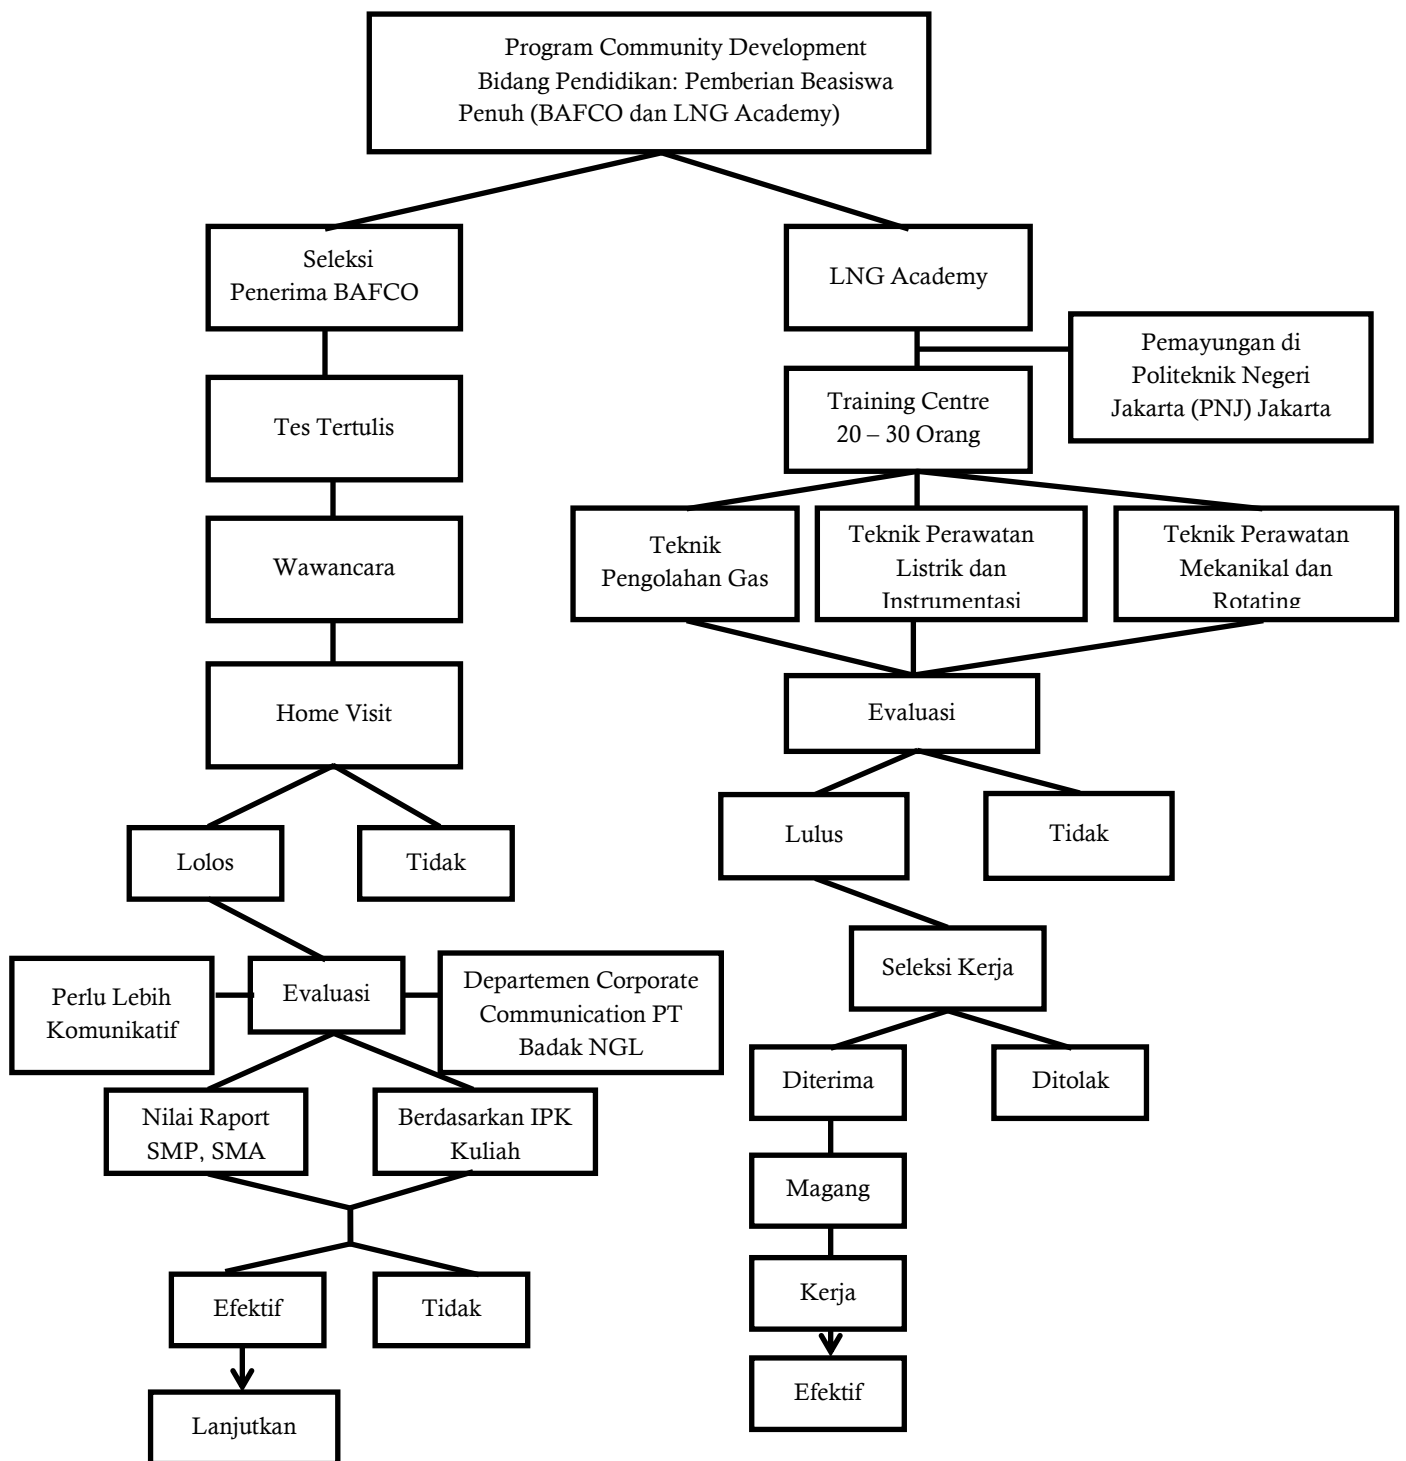 Program Community Development
Bidang Pendidikan: Pemberian Beasiswa
Penuh (BAFCO dan LNG Academy)
Seleksi
Penerima BAFCO
Tes Tertulis
Wawancara
Home Visit
Lolos
Tidak
Perlu Lebih
Komunikatif
Evaluasi
Departemen Corporate
Communication PT
Badak NGL
Nilai Raport
SMP, SMA
Berdasarkan IPK
Kuliah
Efektif
Tidak
Lanjutkan
LNG Academy
Pemayungan di
Politeknik Negeri
Jakarta (PNJ) Jakarta
Training Centre
20 – 30 Orang
Teknik
Pengolahan Gas
Teknik Perawatan
Listrik dan
Instrumentasi
Teknik Perawatan
Mekanikal dan
Rotating
Evaluasi
Lulus
Tidak
Seleksi Kerja
Diterima
Ditolak
Magang
Kerja
Efektif